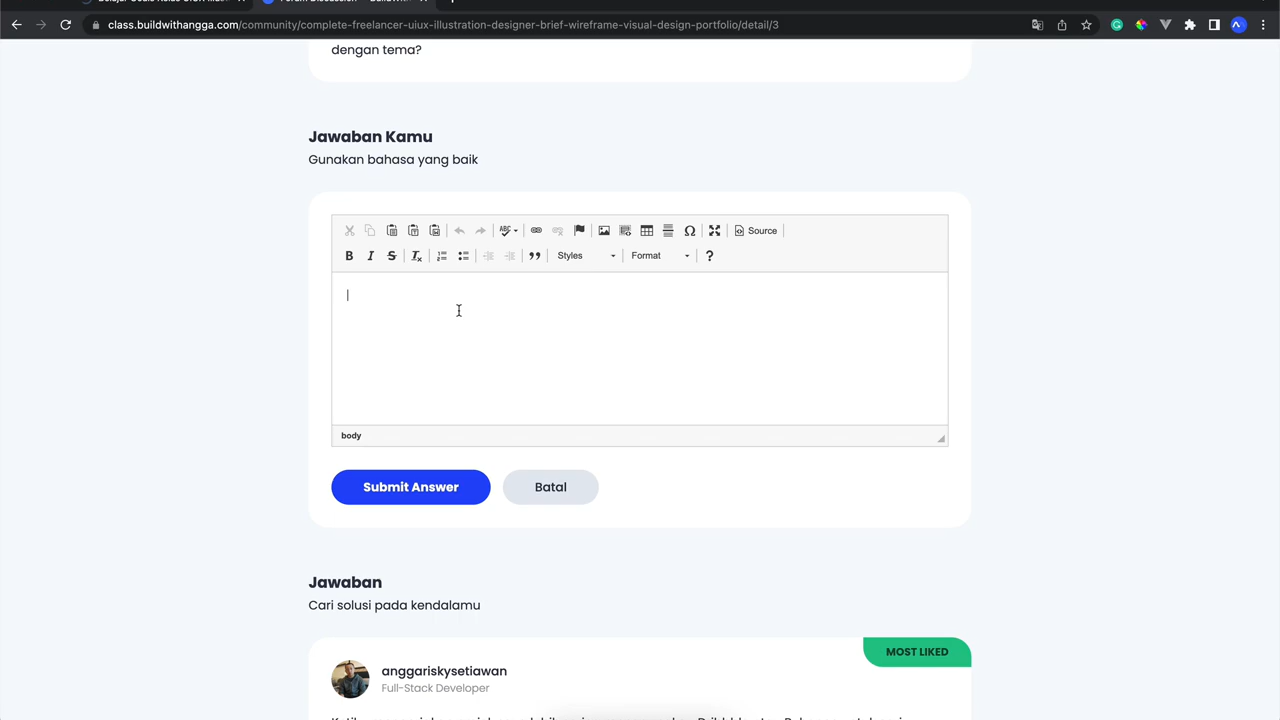 class.buildwithangga.com/community/complete-freelancer-uiux-illustration-designer-brief-wireframe-visual-design-portfolio/detail/3
dengan tema?
Jawaban Kamu
Gunakan bahasa yang baik
Source
Styles
Format
body
Submit Answer
Batal
Jawaban
Cari solusi pada kendalamu
MOST LIKED
anggariskysetiawan
Full-Stack Developer